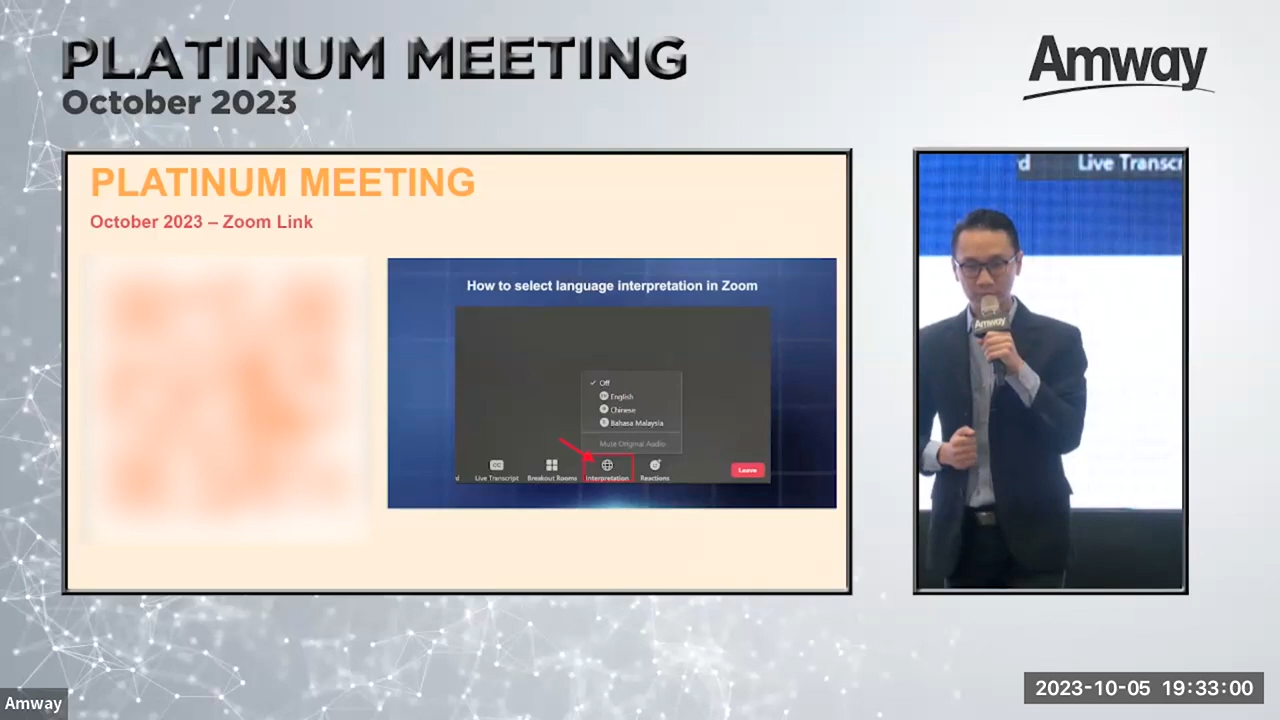 PLATINUM MEETING
October 2023
Amway
PLATINUM MEETING
October 2023 – Zoom Link
How to select language interpretation in Zoom
✓ Off
English
Chinese
Bahasa Malaysia
Mute Original Audio
d
CC
Live Transcript
Breakout Rooms
Interpretation
Reactions
Leave
d
Live Transcr
Amway
Amway
2023-10-05 19:33:00